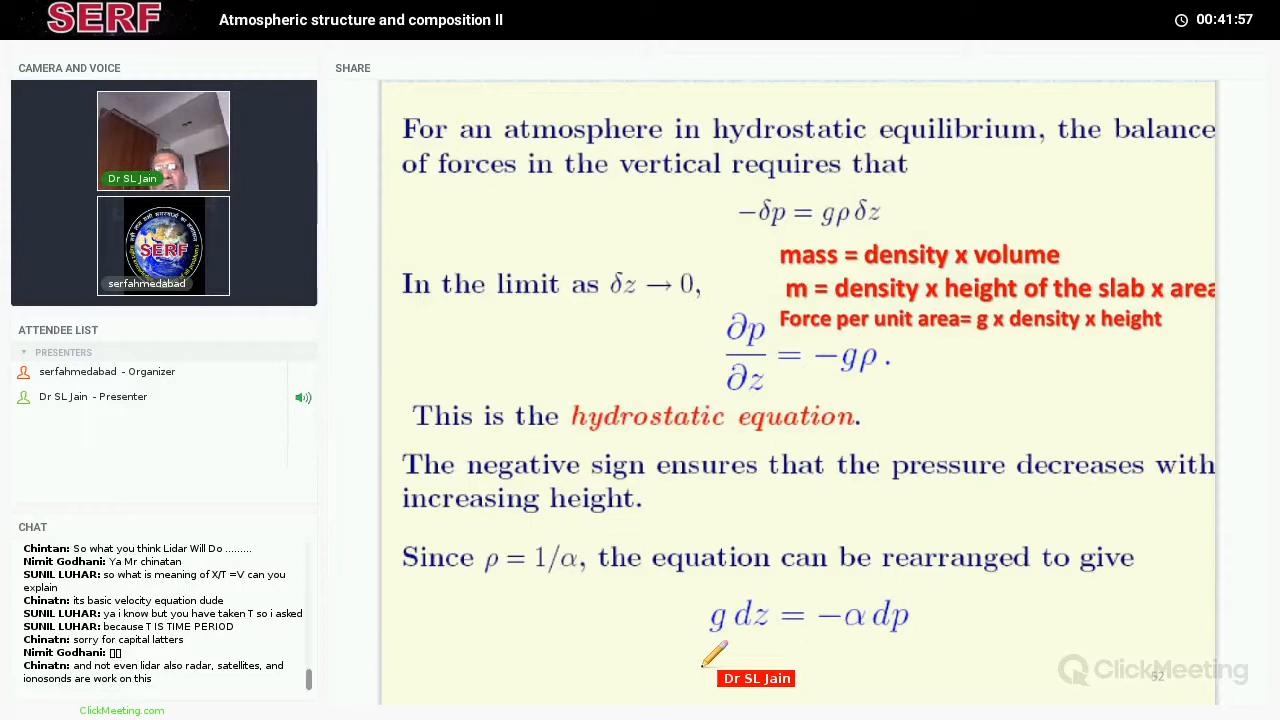 SERF
Atmospheric structure and composition II
00:41:57
CAMERA AND VOICE
Dr SL Jain
SERF
serfahmedabad
ATTENDEE LIST
PRESENTERS
serfahmedabad - Organizer
Dr SL Jain - Presenter
CHAT
Chintan: So what you think Lidar Will Do .........
Nimit Godhani: Ya Mr chinatan
SUNIL LUHAR: so what is meaning of X/T =V can you
explain
Chinatn: its basic velocity equation dude
SUNIL LUHAR: ya i know but you have taken T so i asked
SUNIL LUHAR: because T IS TIME PERIOD
Chinatn: sorry for capital latters
Nimit Godhani:
Chinatn: and not even lidar also radar, satellites, and
ionosonds are work on this
ClickMeeting.com
SHARE
For an atmosphere in hydrostatic equilibrium, the balance
of forces in the vertical requires that
−δp = gρ δz
mass = density x volume
In the limit as δz → 0,
m = density x height of the slab x area
Force per unit area= g x density x height
∂p/∂z = −gρ .
This is the hydrostatic equation.
The negative sign ensures that the pressure decreases with
increasing height.
Since ρ = 1/α, the equation can be rearranged to give
g dz = −α dp
Dr SL Jain
52
ClickMeeting